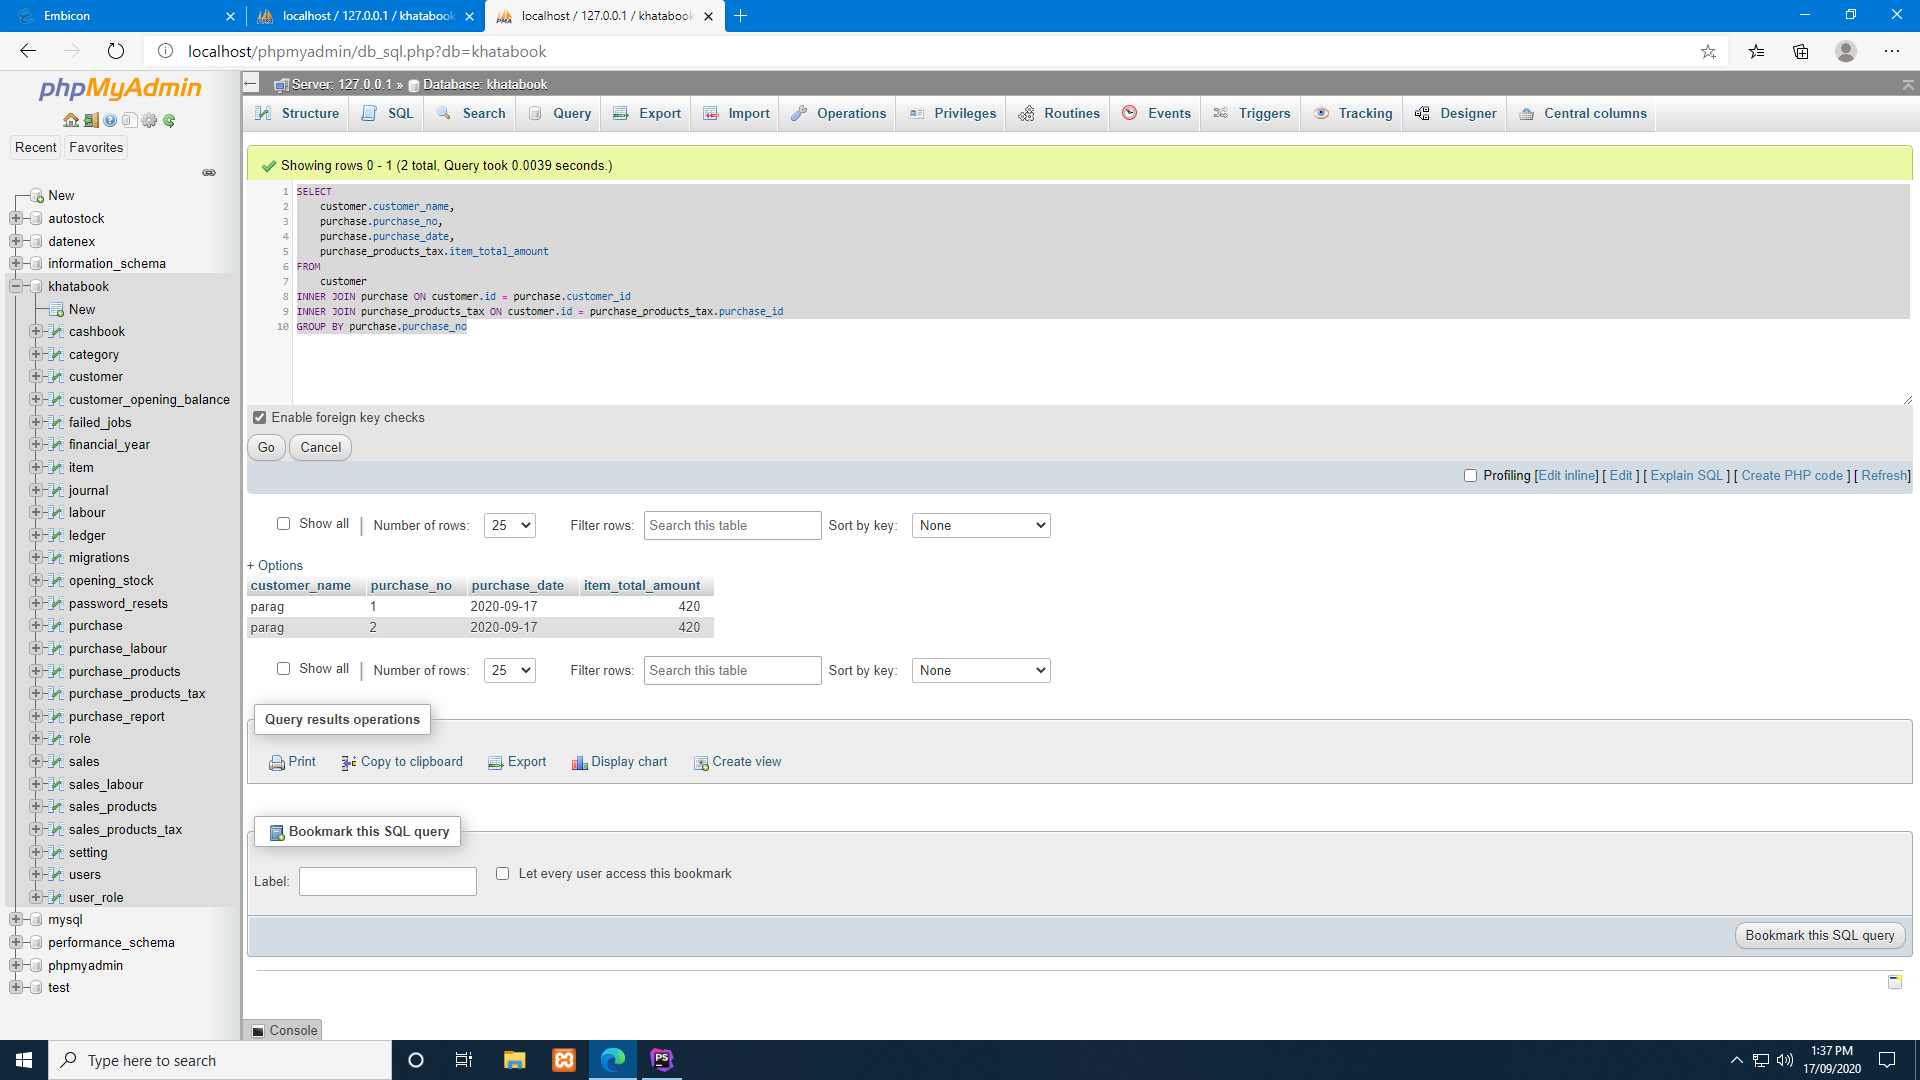 Embicon
localhost / 127.0.0.1 / khatabook
localhost / 127.0.0.1 / khatabook
localhost/phpmyadmin/db_sql.php?db=khatabook
phpMyAdmin
Recent
Favorites
New
autostock
datenex
information_schema
khatabook
New
cashbook
category
customer
customer_opening_balance
failed_jobs
financial_year
item
journal
labour
ledger
migrations
opening_stock
password_resets
purchase
purchase_labour
purchase_products
purchase_products_tax
purchase_report
role
sales
sales_labour
sales_products
sales_products_tax
setting
users
user_role
mysql
performance_schema
phpmyadmin
test
Server: 127.0.0.1 » Database: khatabook
Structure SQL Search Query Export Import Operations Privileges Routines Events Triggers Tracking Designer Central columns
Showing rows 0 - 1 (2 total, Query took 0.0039 seconds.)
1 SELECT
2 customer.customer_name,
3 purchase.purchase_no,
4 purchase.purchase_date,
5 purchase_products_tax.item_total_amount
6 FROM
7 customer
8 INNER JOIN purchase ON customer.id = purchase.customer_id
9 INNER JOIN purchase_products_tax ON customer.id = purchase_products_tax.purchase_id
10 GROUP BY purchase.purchase_no
Enable foreign key checks
Go Cancel
Profiling [Edit inline] [ Edit ] [ Explain SQL ] [ Create PHP code ] [ Refresh]
Show all | Number of rows: 25 Filter rows: Search this table Sort by key: None
+ Options
customer_name purchase_no purchase_date item_total_amount
parag 1 2020-09-17 420
parag 2 2020-09-17 420
Show all | Number of rows: 25 Filter rows: Search this table Sort by key: None
Query results operations
Print Copy to clipboard Export Display chart Create view
Bookmark this SQL query
Label: Let every user access this bookmark
Bookmark this SQL query
Console
Type here to search
PS
1:37 PM
17/09/2020